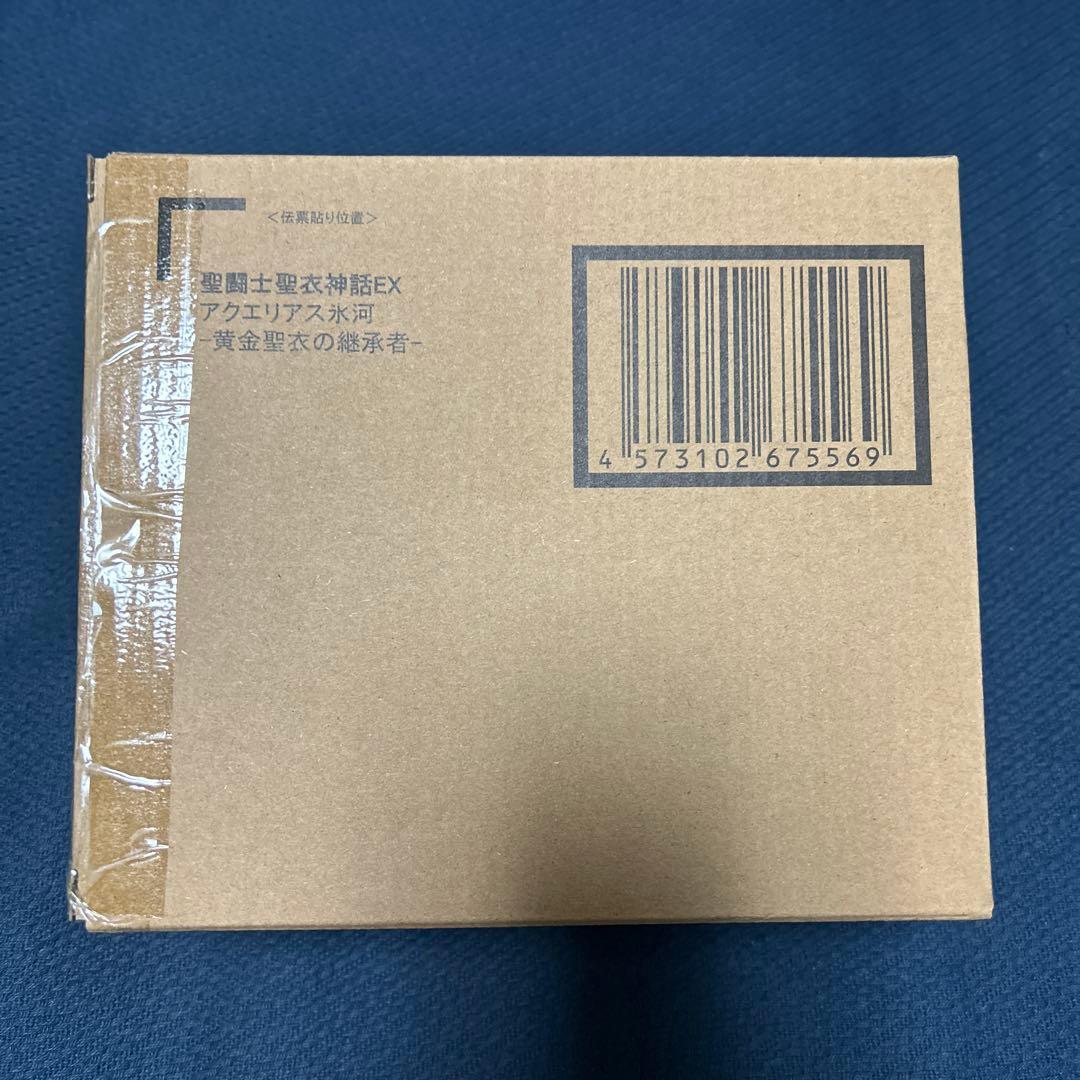 ＜伝票貼り位置＞
聖闘士聖衣神話EX
アクエリアス氷河
–黄金聖衣の継承者–
4 573102 675569